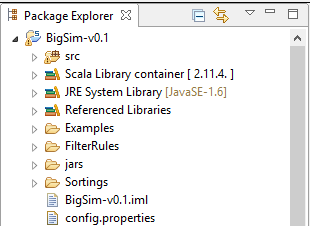 Package Explorer
BigSim-v0.1
src
Scala Library container [ 2.11.4. ]
JRE System Library [JavaSE-1.6]
Referenced Libraries
Examples
FilterRules
jars
Sortings
BigSim-v0.1.iml
config.properties